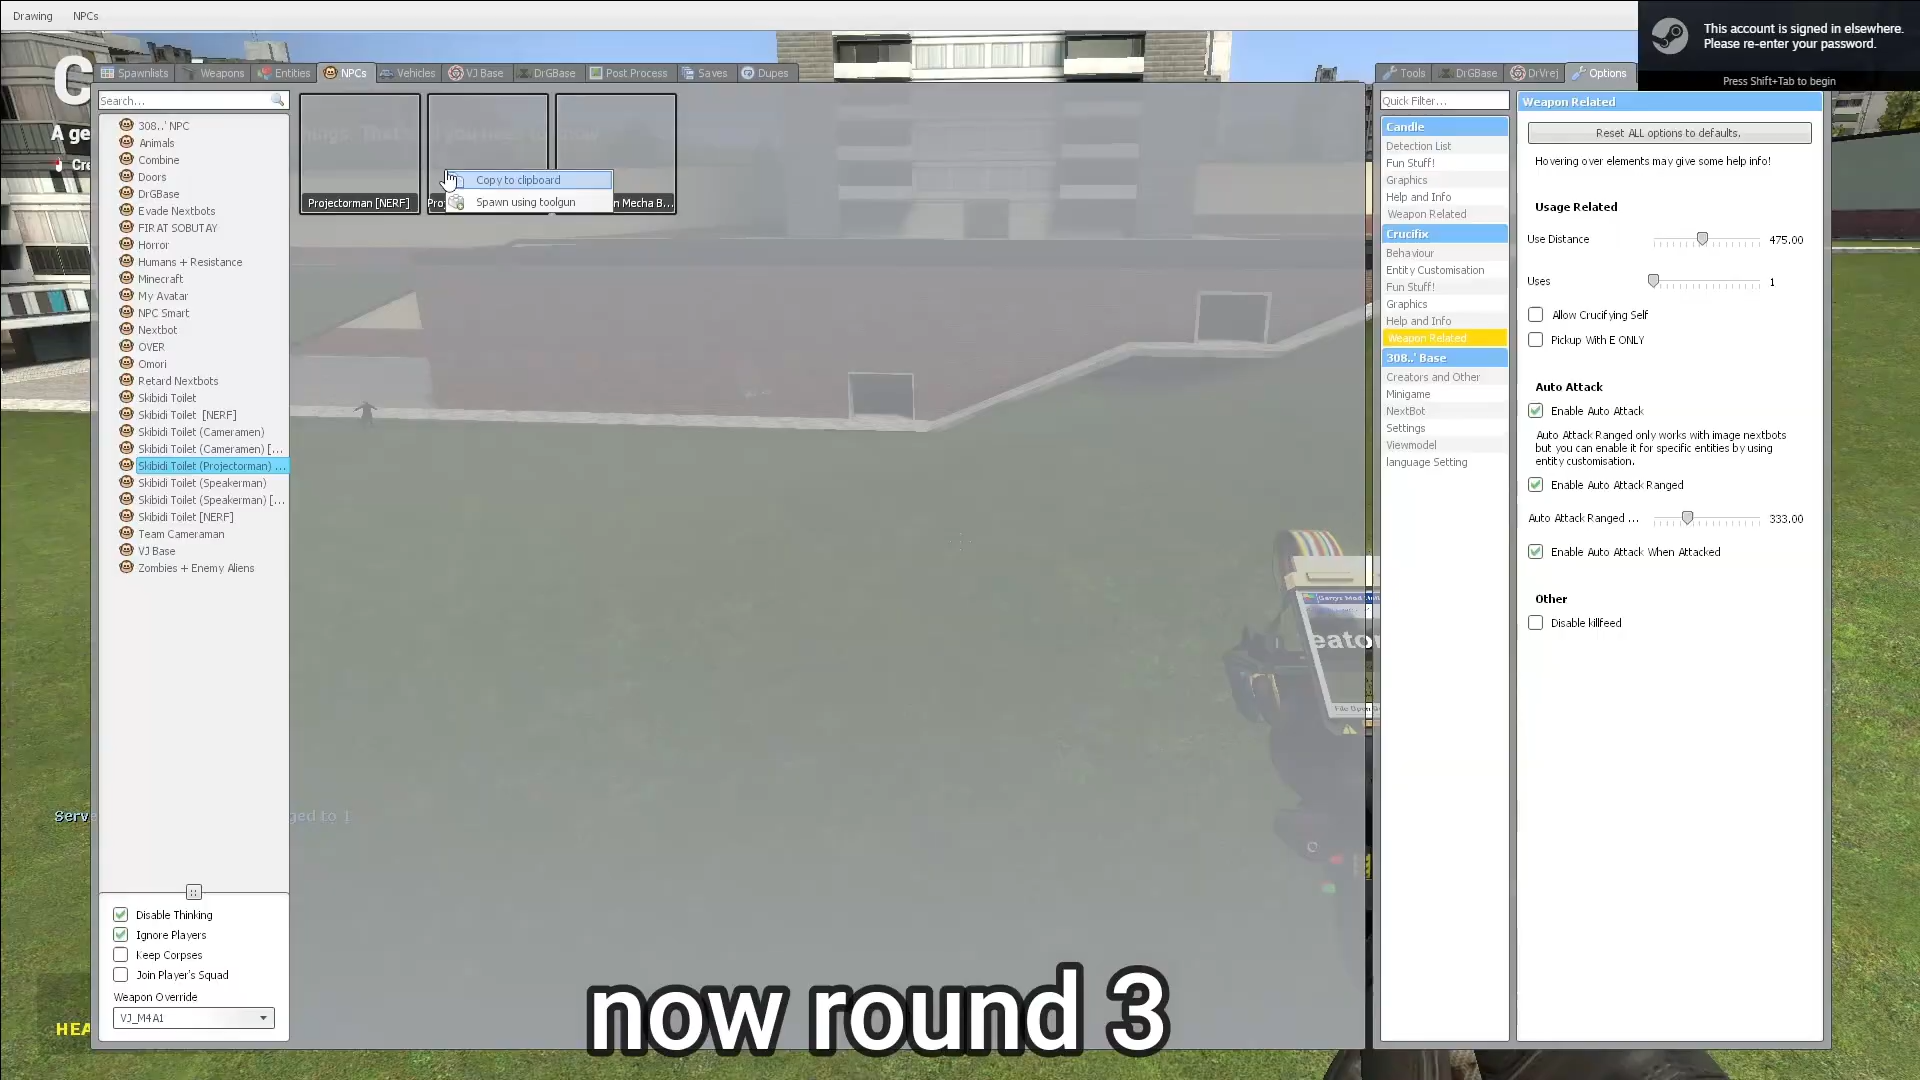 Drawing NPCs
This account is signed in elsewhere.
Please re-enter your password.
Press Shift+Tab to begin
C
A ge
Cre
Spawnlists Weapons Entities NPCs Vehicles VJ Base DrGBase Post Process Saves Dupes
Search...
308..' NPC
Animals
Combine
Doors
DrGBase
Evade Nextbots
FIRAT SOBUTAY
Horror
Humans + Resistance
Minecraft
My Avatar
NPC Smart
Nextbot
OVER
Omori
Retard Nextbots
Skibidi Toilet
Skibidi Toilet [NERF]
Skibidi Toilet (Cameramen)
Skibidi Toilet (Cameramen) [...
Skibidi Toilet (Projectorman) ...
Skibidi Toilet (Speakerman)
Skibidi Toilet (Speakerman) [...
Skibidi Toilet [NERF]
Team Cameraman
VJ Base
Zombies + Enemy Aliens
Projectorman [NERF]
Pro
n Mecha B...
Copy to clipboard
Spawn using toolgun
Serve
ged to 1
Disable Thinking
Ignore Players
Keep Corpses
Join Player's Squad
Weapon Override
VJ_M4A1
HEA
eator
now round 3
Tools DrGBase DrVrej Options
Quick Filter...
Candle
Detection List
Fun Stuff!
Graphics
Help and Info
Weapon Related
Crucifix
Behaviour
Entity Customisation
Fun Stuff!
Graphics
Help and Info
Weapon Related
308..' Base
Creators and Other
Minigame
NextBot
Settings
Viewmodel
language Setting
Weapon Related
Reset ALL options to defaults.
Hovering over elements may give some help info!
Usage Related
Use Distance 475.00
Uses 1
Allow Crucifying Self
Pickup With E ONLY
Auto Attack
Enable Auto Attack
Auto Attack Ranged only works with image nextbots
but you can enable it for specific entities by using
entity customisation.
Enable Auto Attack Ranged
Auto Attack Ranged ... 333.00
Enable Auto Attack When Attacked
Other
Disable killfeed